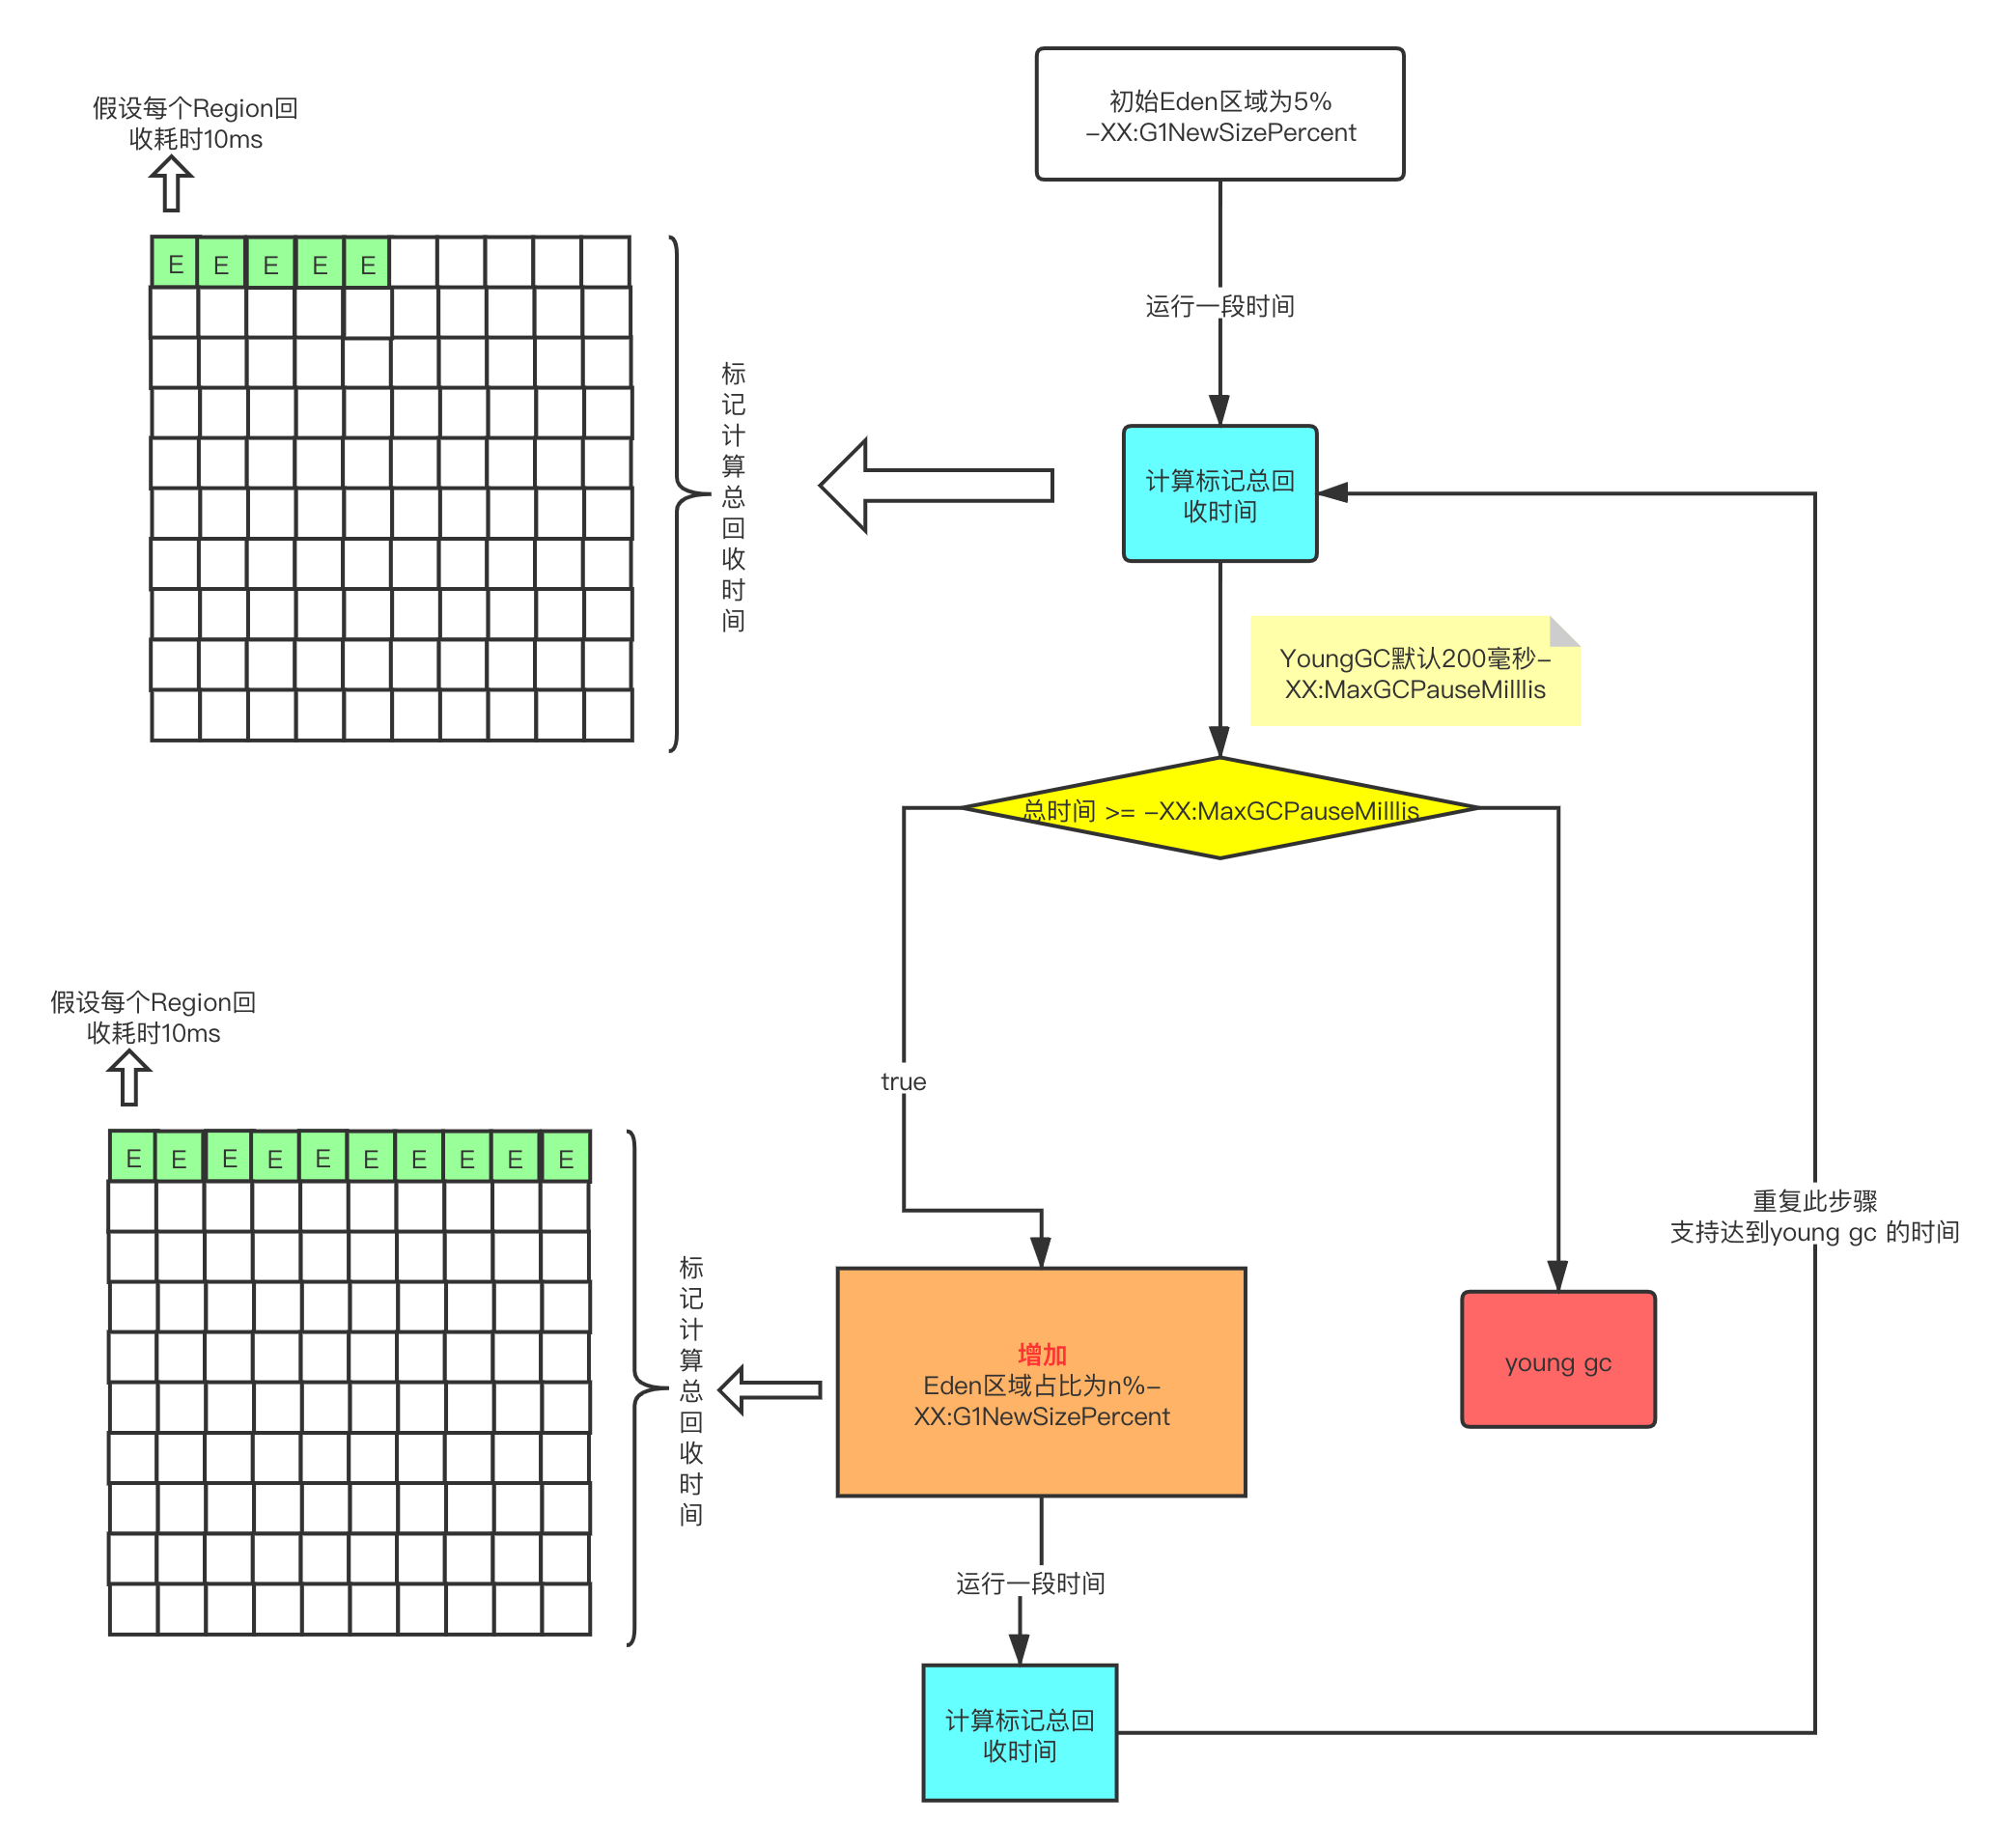 初始Eden区域为5%
-XX:G1NewSizePercent
假设每个Region回
收耗时10ms
E E E E E
运行一段时间
标
记
计
算
总
回
收
时
间
计算标记总回
收时间
YoungGC默认200毫秒-
XX:MaxGCPauseMilllis
总时间 >= -XX:MaxGCPauseMilllis
假设每个Region回
收耗时10ms
true
E E E E E E E E E E
重复此步骤
支持达到young gc 的时间
标
记
计
算
总
回
收
时
间
增加
Eden区域占比为n%-
XX:G1NewSizePercent
young gc
运行一段时间
计算标记总回
收时间